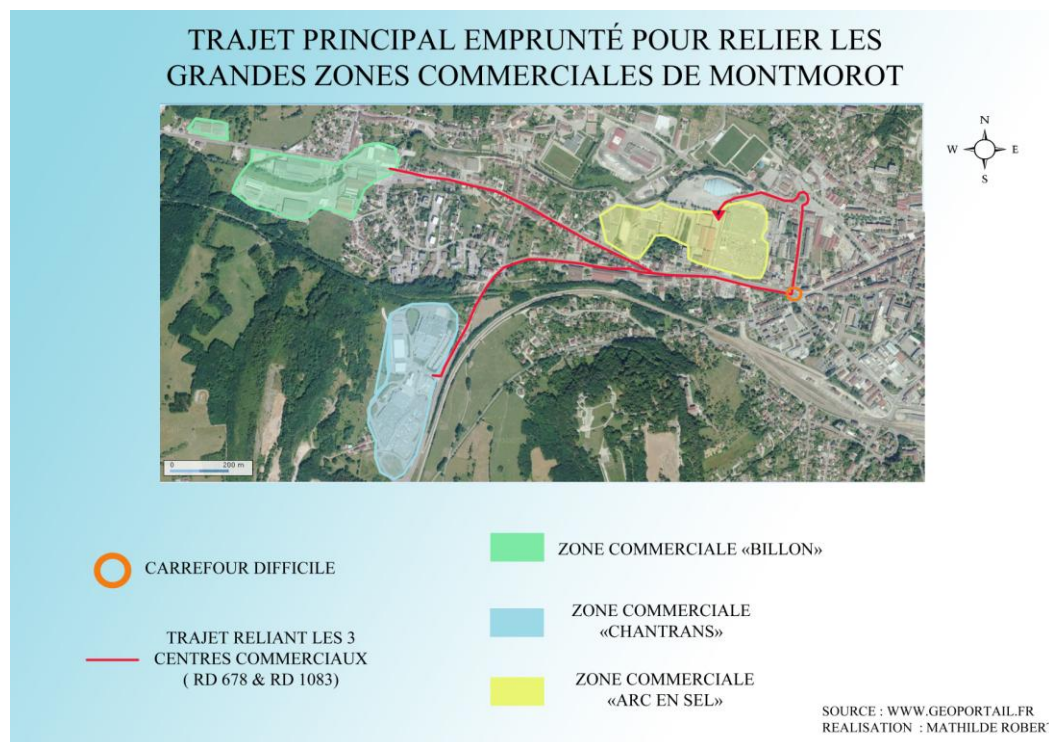 TRAJET PRINCIPAL EMPRUNTÉ POUR RELIER LES
GRANDES ZONES COMMERCIALES DE MONTMOROT
N
W
E
S
0
200 m
CARREFOUR DIFFICILE
TRAJET RELIANT LES 3
CENTRES COMMERCIAUX
( RD 678 & RD 1083)
ZONE COMMERCIALE «BILLON»
ZONE COMMERCIALE
«CHANTRANS»
ZONE COMMERCIALE
«ARC EN SEL»
SOURCE : WWW.GEOPORTAIL.FR
REALISATION : MATHILDE ROBERT